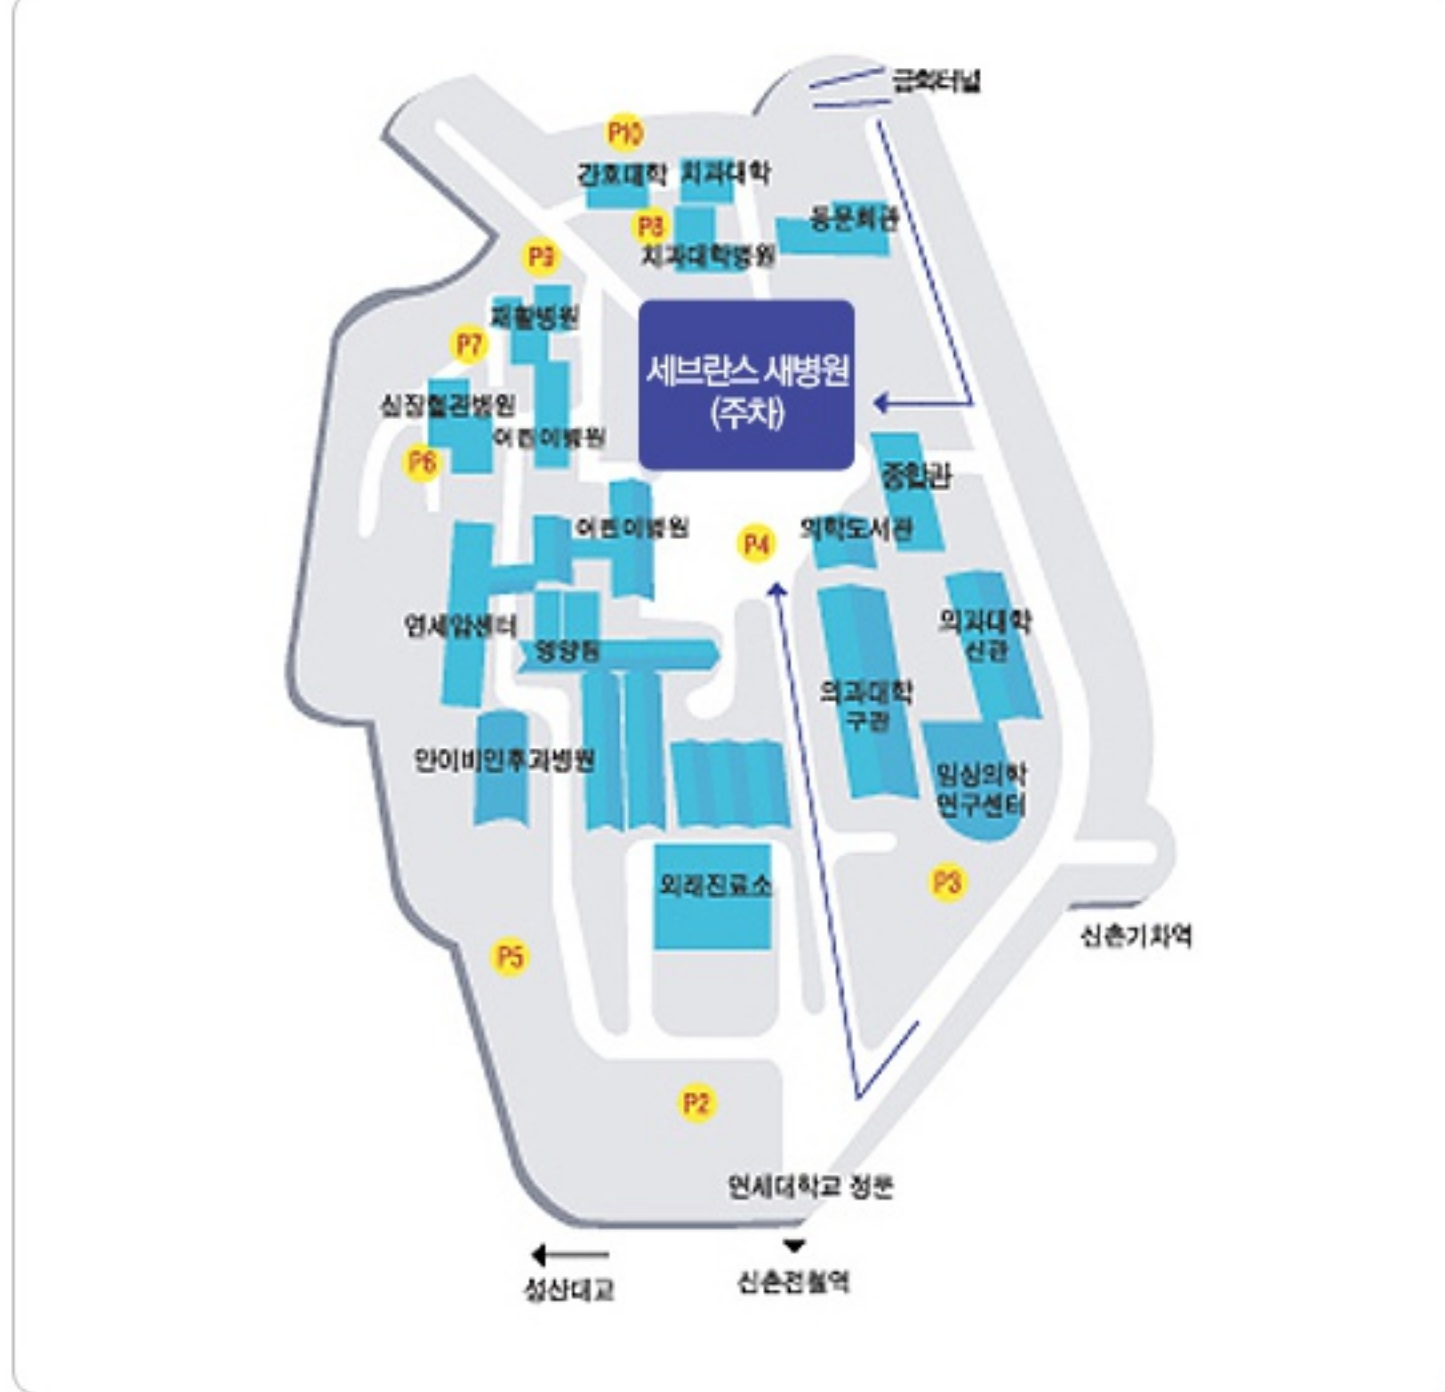 금화터널
P10
간호대학
치과대학
P8
동문회관
치과대학병원
P9
재활병원
P7
세브란스 새병원
(주차)
심장혈관병원
어린이병원
P6
종합관
어린이병원
P4
의학도서관
연세암센터
의과대학
신관
영양팀
의과대학
구관
안이비인후과병원
임상의학
연구센터
외래진료소
P3
신촌기차역
P5
P2
연세대학교 정문
성산대교
신촌전철역